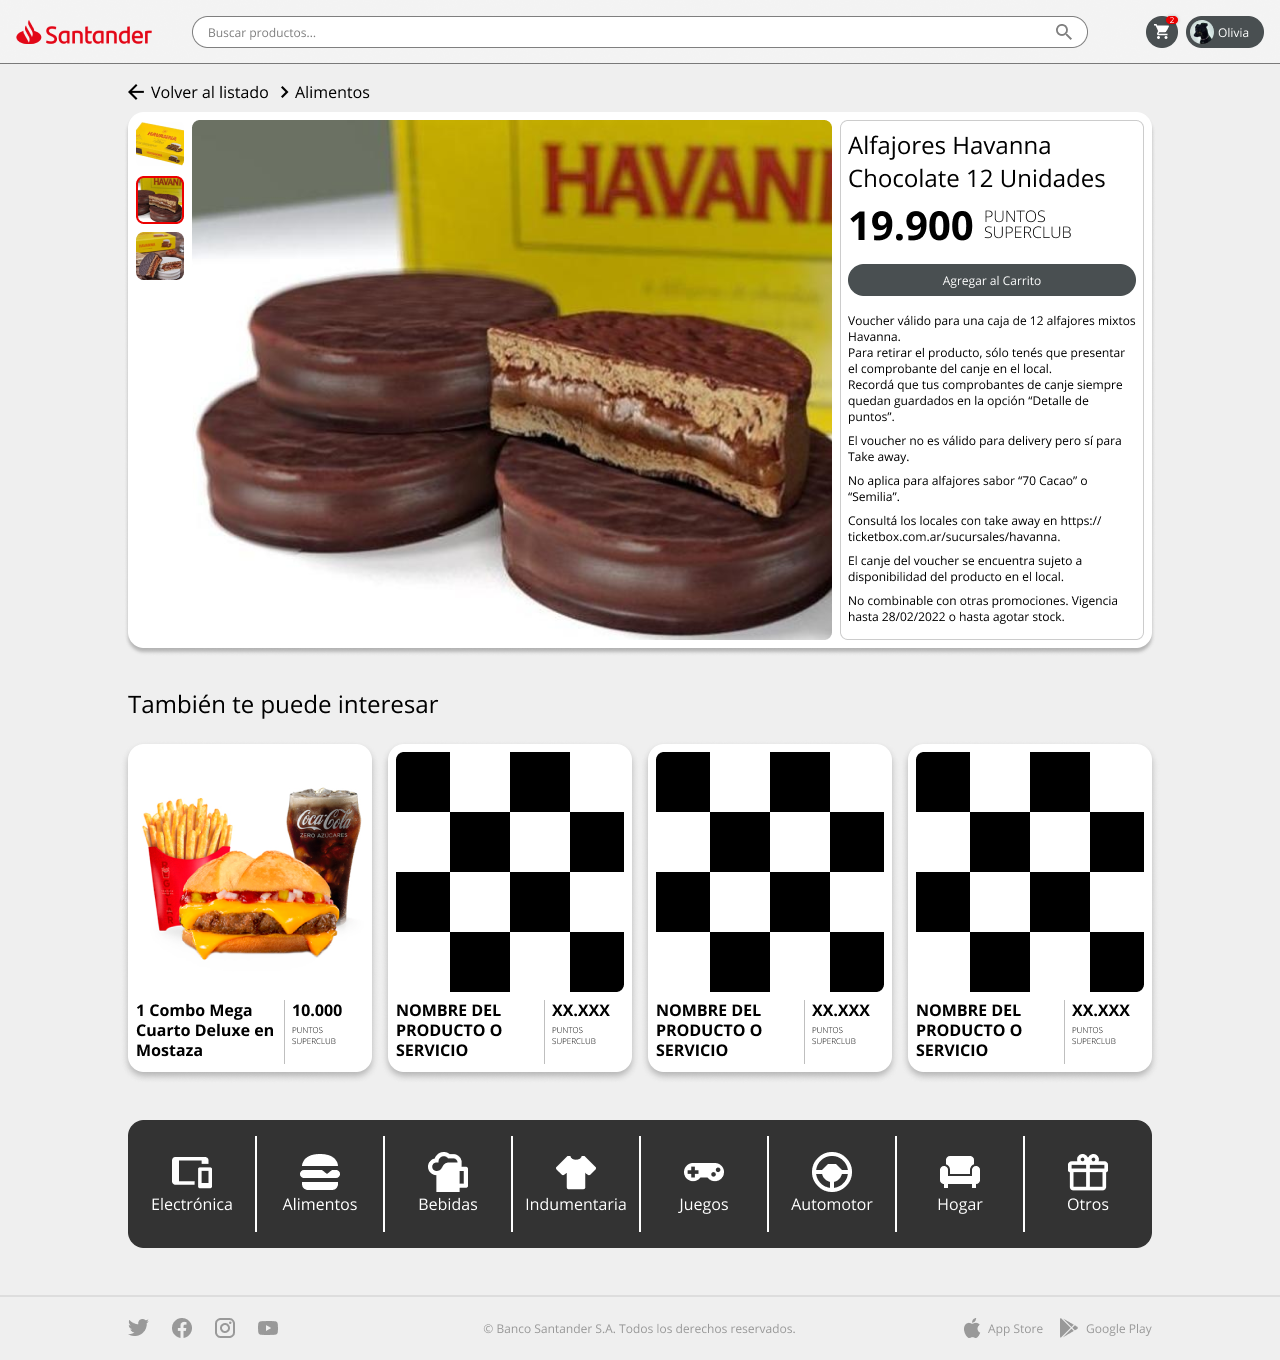 Santander
Buscar productos...
2
Olivia
Volver al listado
Alimentos
HAVANNA
HAVANN
HAVANN
Alfajores Havanna
Chocolate 12 Unidades
19.900
PUNTOS
SUPERCLUB
Agregar al Carrito
Voucher válido para una caja de 12 alfajores mixtos
Havanna.
Para retirar el producto, sólo tenés que presentar
el comprobante del canje en el local.
Recordá que tus comprobantes de canje siempre
quedan guardados en la opción “Detalle de
puntos”.
El voucher no es válido para delivery pero sí para
Take away.
No aplica para alfajores sabor “70 Cacao” o
“Semilia”.
Consultá los locales con take away en https://
ticketbox.com.ar/sucursales/havanna.
El canje del voucher se encuentra sujeto a
disponibilidad del producto en el local.
No combinable con otras promociones. Vigencia
hasta 28/02/2022 o hasta agotar stock.
También te puede interesar
Coca-Cola
ZERO AZÚCARES
1 Combo Mega
Cuarto Deluxe en
Mostaza
10.000
PUNTOS
SUPERCLUB
NOMBRE DEL
PRODUCTO O
SERVICIO
XX.XXX
PUNTOS
SUPERCLUB
NOMBRE DEL
PRODUCTO O
SERVICIO
XX.XXX
PUNTOS
SUPERCLUB
NOMBRE DEL
PRODUCTO O
SERVICIO
XX.XXX
PUNTOS
SUPERCLUB
Electrónica
Alimentos
Bebidas
Indumentaria
Juegos
Automotor
Hogar
Otros
© Banco Santander S.A. Todos los derechos reservados.
App Store
Google Play